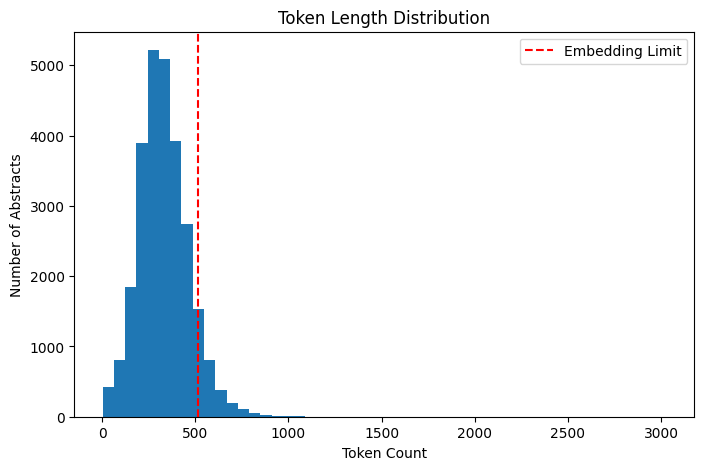 Token Length Distribution
Embedding Limit
Number of Abstracts
5000
4000
3000
2000
1000
0
0 500 1000 1500 2000 2500 3000
Token Count